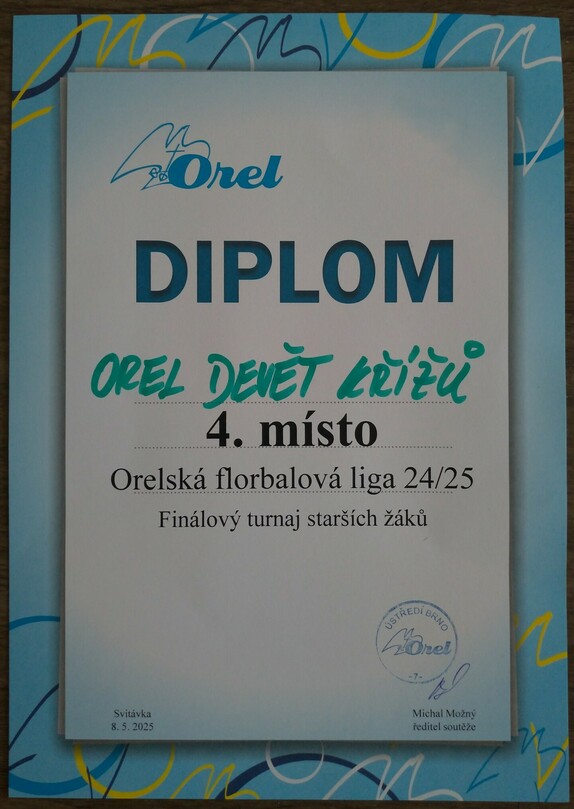 Orel
DIPLOM
OREL DEVĚT KŘÍŽŮ
4. místo
Orelská florbalová liga 24/25
Finálový turnaj starších žáků
ÚSTŘEDÍ BRNO
Orel
-7-
Svitávka
8. 5. 2025
Michal Možný
ředitel soutěže